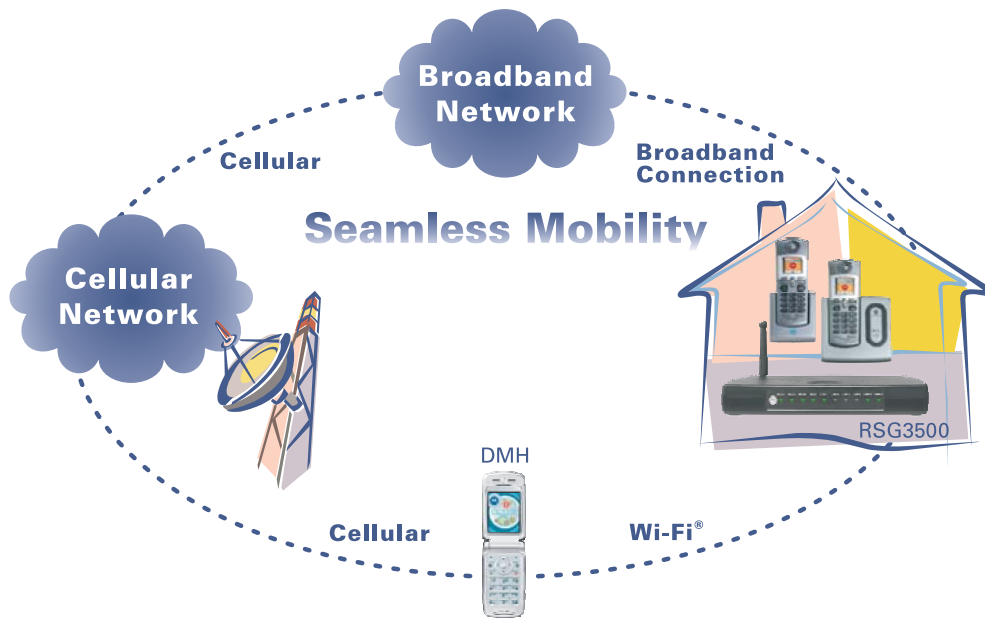 Broadband
Network
Cellular
Broadband
Connection
Seamless Mobility
Cellular
Network
RSG3500
DMH
Cellular
Wi-Fi®